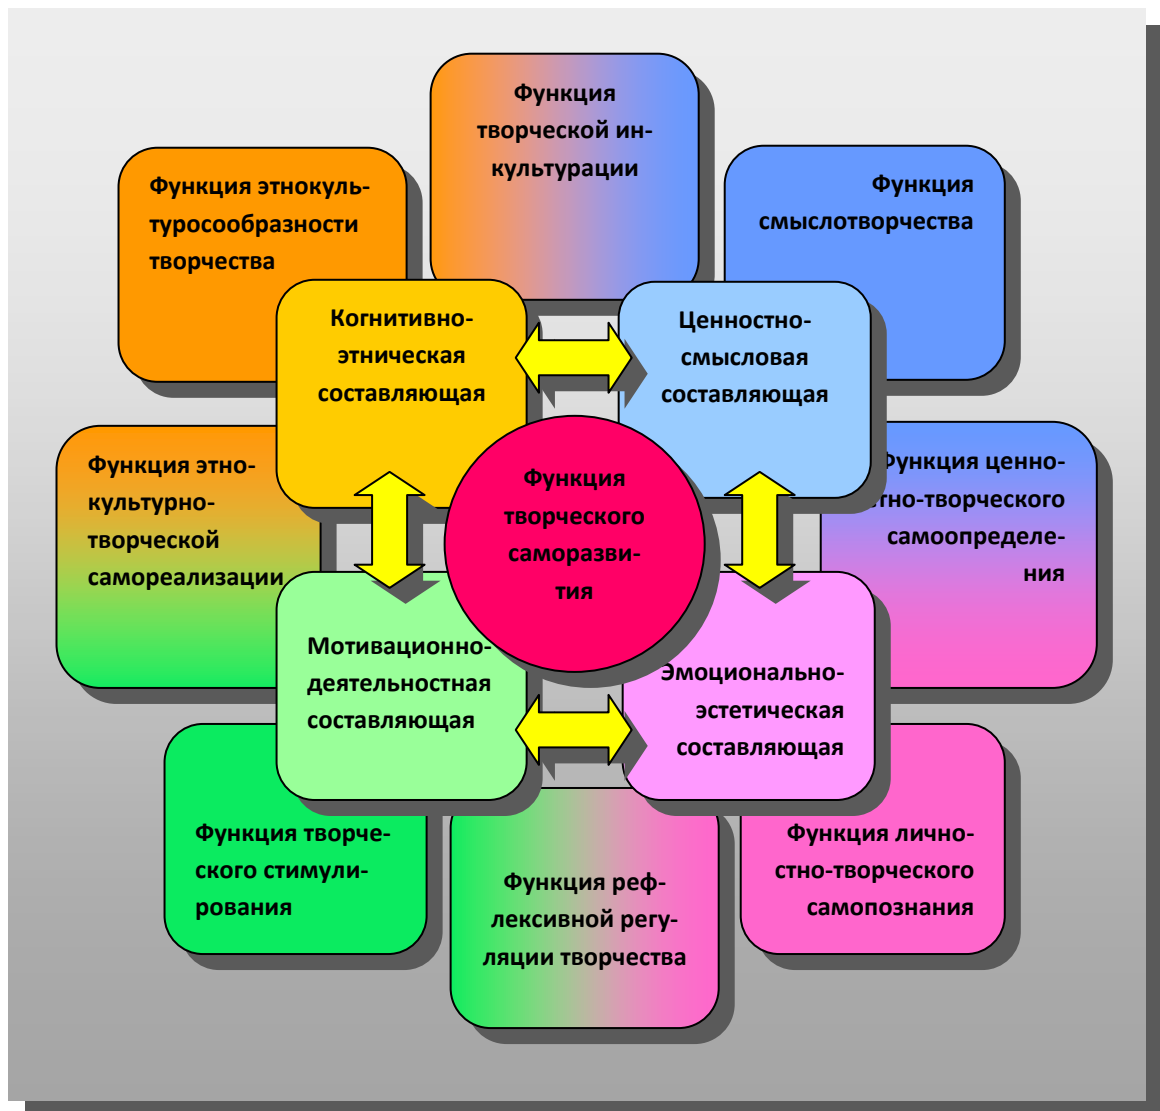 Функция
творческой ин-
культурации
Функция этнокуль-
туросообразности
творчества
Функция
смыслотворчества
Когнитивно-
этническая
составляющая
Ценностно-
смысловая
составляющая
Функция этно-
культурно-
творческой
самореализации
Функция
творческого
саморазви-
тия
Функция ценно-
стно-творческого
самоопределе-
ния
Мотивационно-
деятельностная
составляющая
Эмоционально-
эстетическая
составляющая
Функция творче-
ского стимули-
рования
Функция реф-
лексивной регу-
ляции творчества
Функция лично-
стно-творческого
самопознания